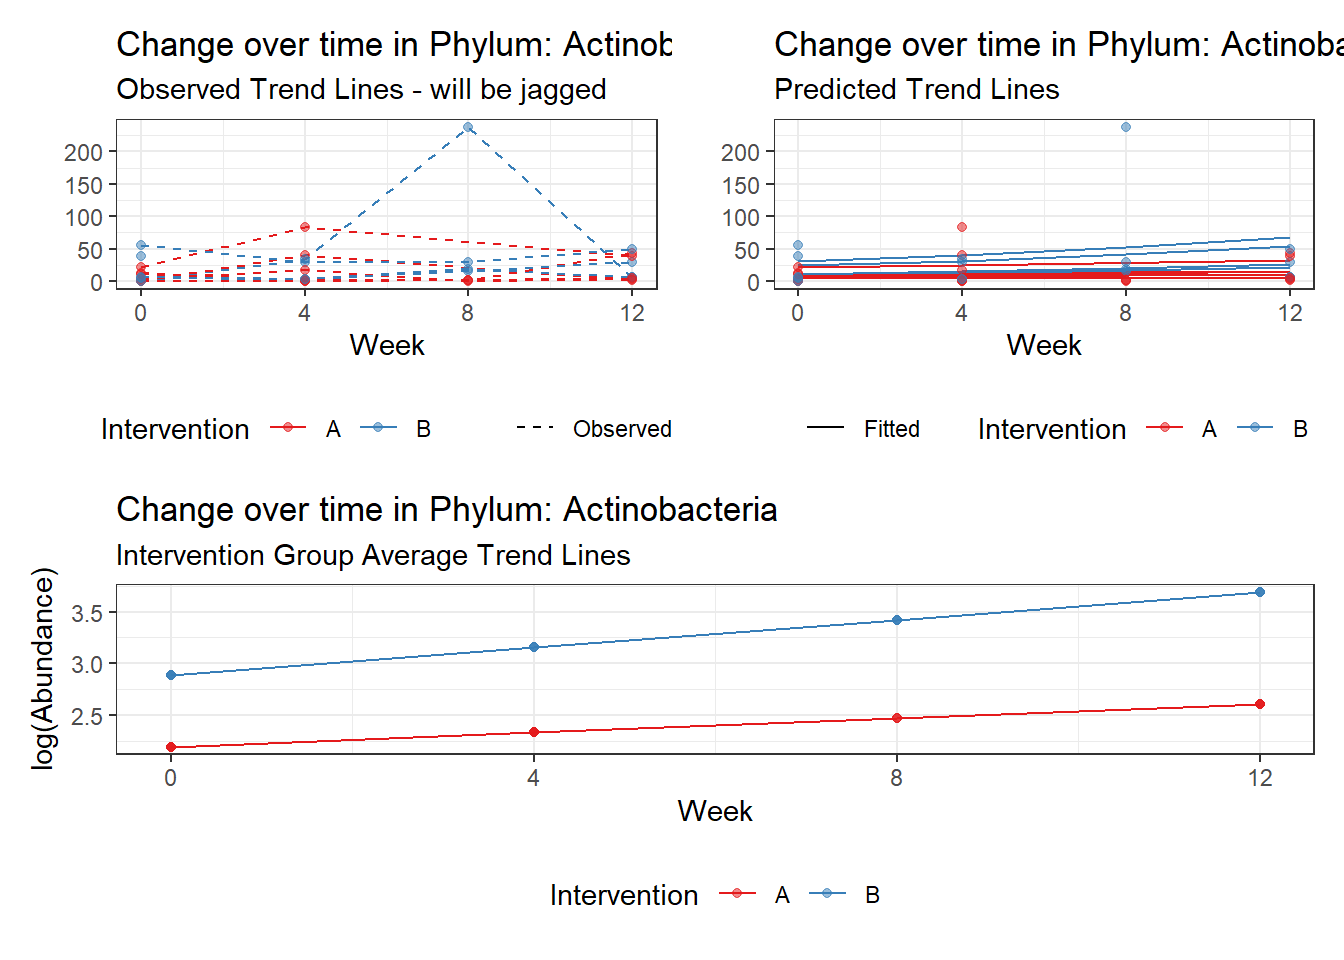 Change over time in Phylum: Actinob
Observed Trend Lines - will be jagged
200
150
100
50
0
0 4 8 12
Week
Intervention A B Observed
Change over time in Phylum: Actinoba
Predicted Trend Lines
200
150
100
50
0
0 4 8 12
Week
Fitted Intervention A B
Change over time in Phylum: Actinobacteria
Intervention Group Average Trend Lines
log(Abundance)
3.5
3.0
2.5
0 4 8 12
Week
Intervention A B